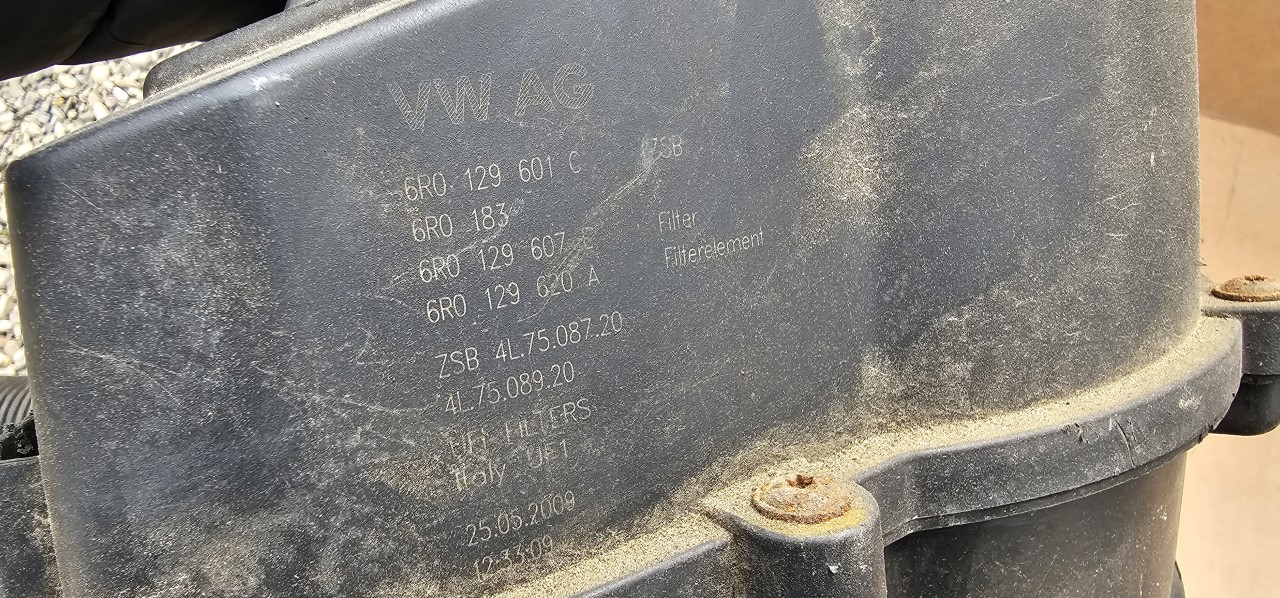 VW AG
6R0 129 601 C ZSB
6R0 183
6R0 129 607 E Filter
6R0 129 620 A Filterelement
ZSB 4L.75.087.20
4L.75.089.20
UFI FILTERS
Italy UF1
25.05.2009
12:33:09